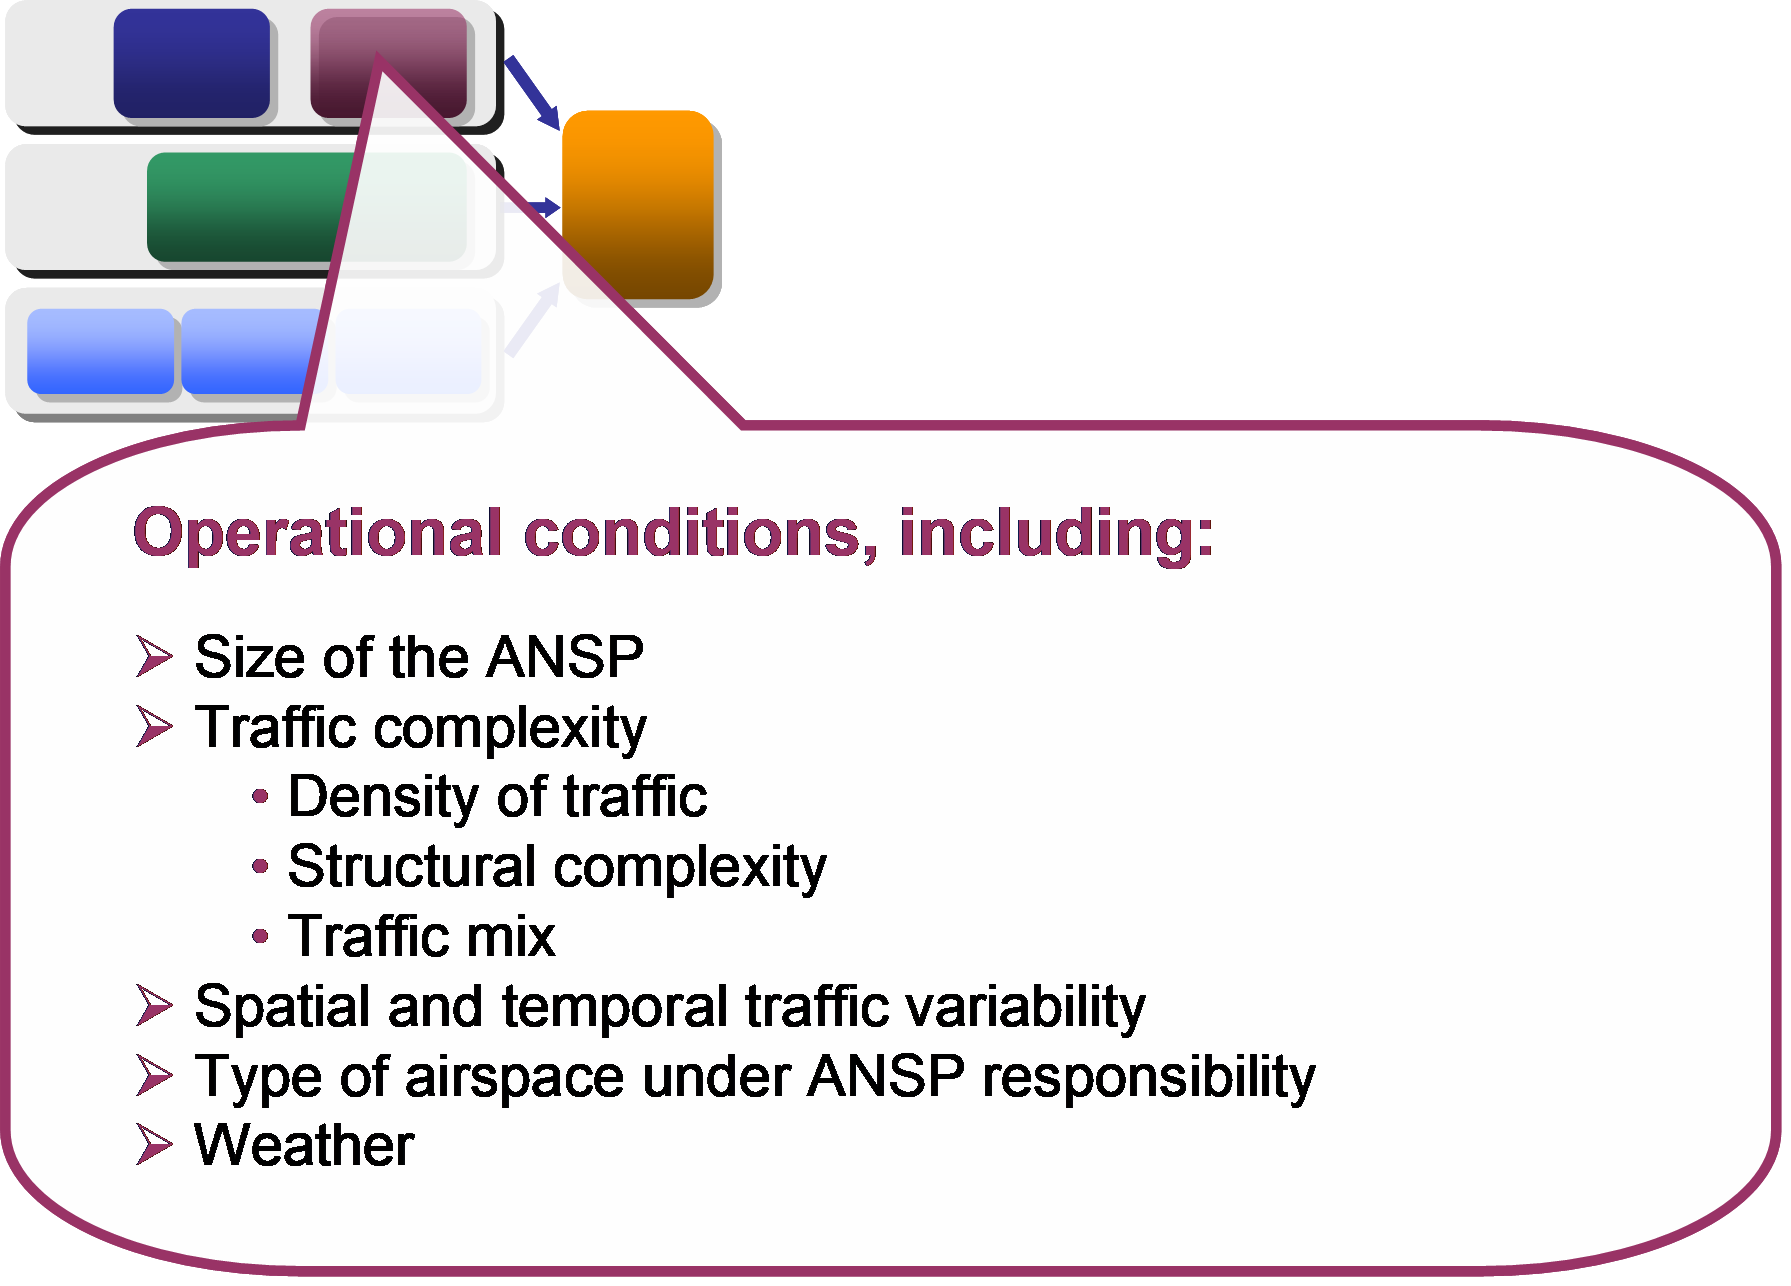 Operational conditions, including:
Size of the ANSP
Traffic complexity
• Density of traffic
• Structural complexity
• Traffic mix
Spatial and temporal traffic variability
Type of airspace under ANSP responsibility
Weather